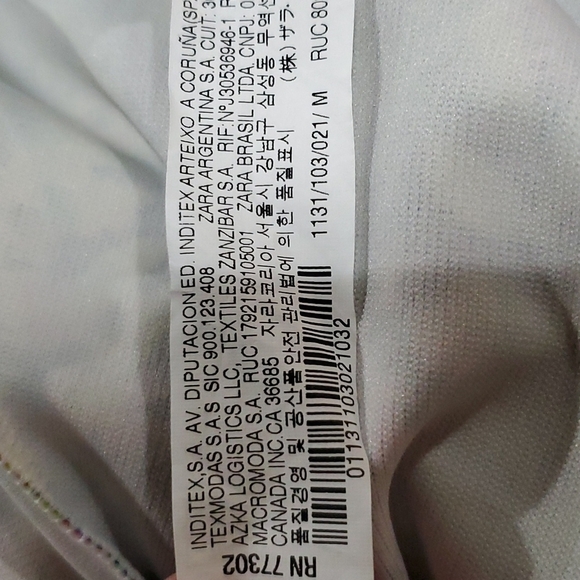 INDITEX,S.A. AV. DIPUTACION ED. INDITEX ARTEIXO A CORUÑA(SP
TEXMODAS S.A.S SIC 900.123.408 ZARA ARGENTINA S.A. CUIT: 3
AZKA LOGISTICS LLC, TEXTILES ZANZIBAR S.A. RIF:NºJ30536946-1
MACROMODA S.A. RUC 1792159105001 ZARA BRASIL LTDA, CNPJ: 0
CANADA INC.CA 36685 자라코리아 서울시 강남구 삼성동 무역
품질경영 및 공산품 안전 관리법에 의한 품질표시 (株) ザラ・
1131/103/021/ M RUC 80
01131103021032
RN 77302